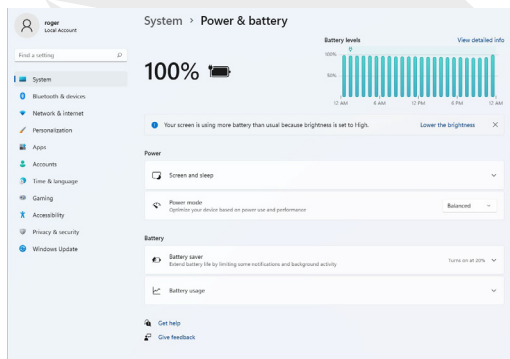 roger
Local Account
Find a setting
System
Bluetooth & devices
Network & internet
Personalization
Apps
Accounts
Time & language
Gaming
Accessibility
Privacy & security
Windows Update
System > Power & battery
100%
Battery levels
View detailed info
100%
50%
12 AM
6 AM
12 PM
6 PM
12 AM
Your screen is using more battery than usual because brightness is set to High.
Lower the brightness
Power
Screen and sleep
Power mode
Optimize your device based on power use and performance
Balanced
Battery
Battery saver
Extend battery life by limiting some notifications and background activity
Turns on at 20%
Battery usage
Get help
Give feedback